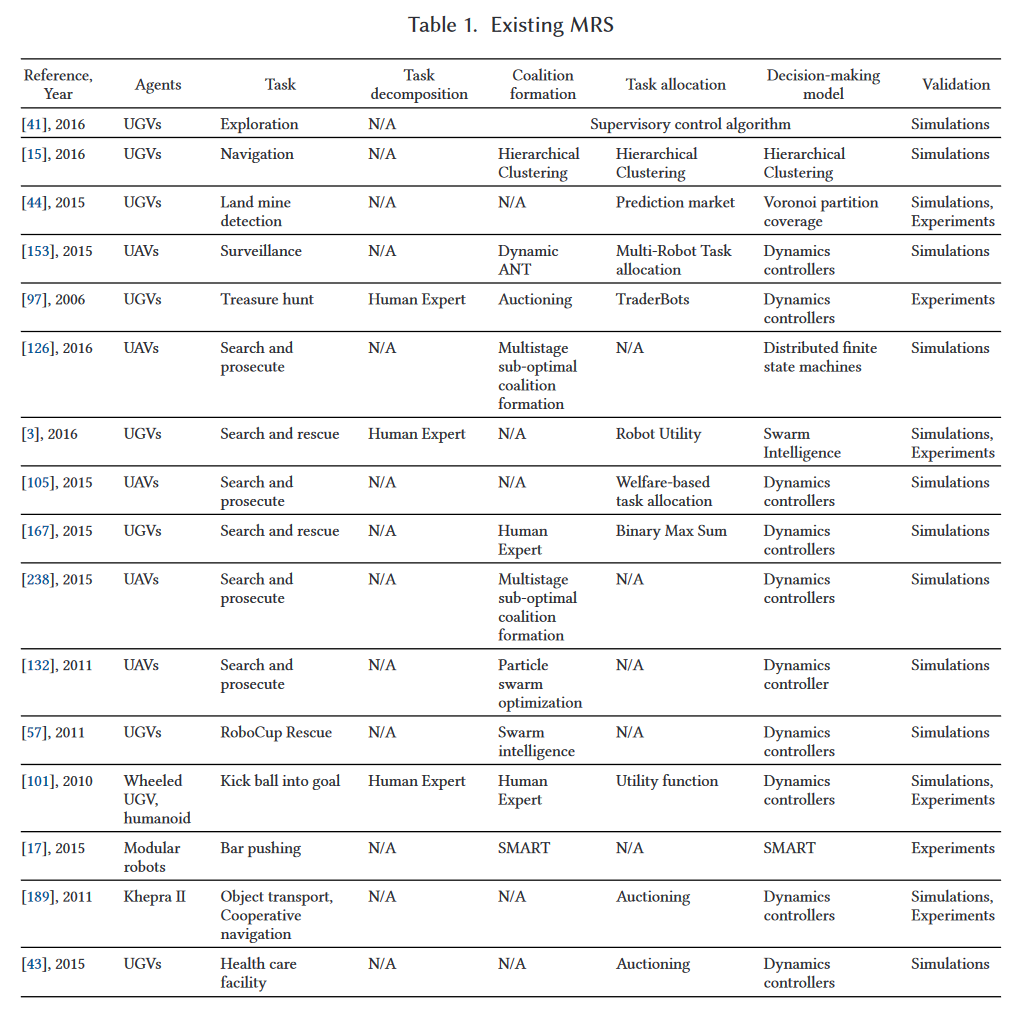 Table 1. Existing MRS
Reference, Year | Agents | Task | Task decomposition | Coalition formation | Task allocation | Decision-making model | Validation
[41], 2016 | UGVs | Exploration | N/A | Supervisory control algorithm | Simulations
[15], 2016 | UGVs | Navigation | N/A | Hierarchical Clustering | Hierarchical Clustering | Hierarchical Clustering | Simulations
[44], 2015 | UGVs | Land mine detection | N/A | N/A | Prediction market | Voronoi partition coverage | Simulations, Experiments
[153], 2015 | UAVs | Surveillance | N/A | Dynamic ANT | Multi-Robot Task allocation | Dynamics controllers | Simulations
[97], 2006 | UGVs | Treasure hunt | Human Expert | Auctioning | TraderBots | Dynamics controllers | Experiments
[126], 2016 | UAVs | Search and prosecute | N/A | Multistage sub-optimal coalition formation | N/A | Distributed finite state machines | Simulations
[3], 2016 | UGVs | Search and rescue | Human Expert | N/A | Robot Utility | Swarm Intelligence | Simulations, Experiments
[105], 2015 | UAVs | Search and prosecute | N/A | N/A | Welfare-based task allocation | Dynamics controllers | Simulations
[167], 2015 | UGVs | Search and rescue | N/A | Human Expert | Binary Max Sum | Dynamics controllers | Simulations
[238], 2015 | UAVs | Search and prosecute | N/A | Multistage sub-optimal coalition formation | N/A | Dynamics controllers | Simulations
[132], 2011 | UAVs | Search and prosecute | N/A | Particle swarm optimization | N/A | Dynamics controller | Simulations
[57], 2011 | UGVs | RoboCup Rescue | N/A | Swarm intelligence | N/A | Dynamics controllers | Simulations
[101], 2010 | Wheeled UGV, humanoid | Kick ball into goal | Human Expert | Human Expert | Utility function | Dynamics controllers | Simulations, Experiments
[17], 2015 | Modular robots | Bar pushing | N/A | SMART | N/A | SMART | Experiments
[189], 2011 | Khepra II | Object transport, Cooperative navigation | N/A | N/A | Auctioning | Dynamics controllers | Simulations, Experiments
[43], 2015 | UGVs | Health care facility | N/A | N/A | Auctioning | Dynamics controllers | Simulations